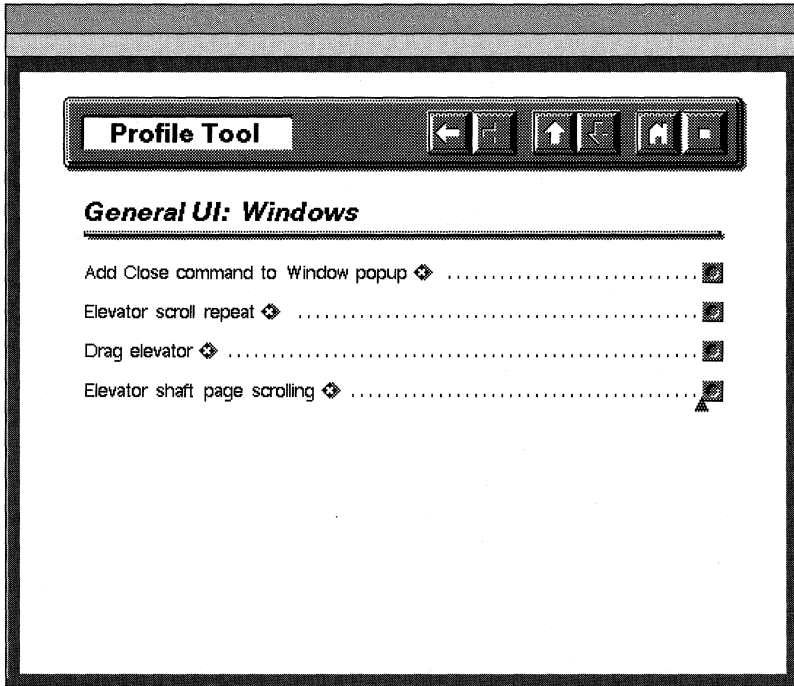 Profile Tool
General UI: Windows
Add Close command to Window popup ..............................
Elevator scroll repeat ................................................
Drag elevator .........................................................
Elevator shaft page scrolling .........................................